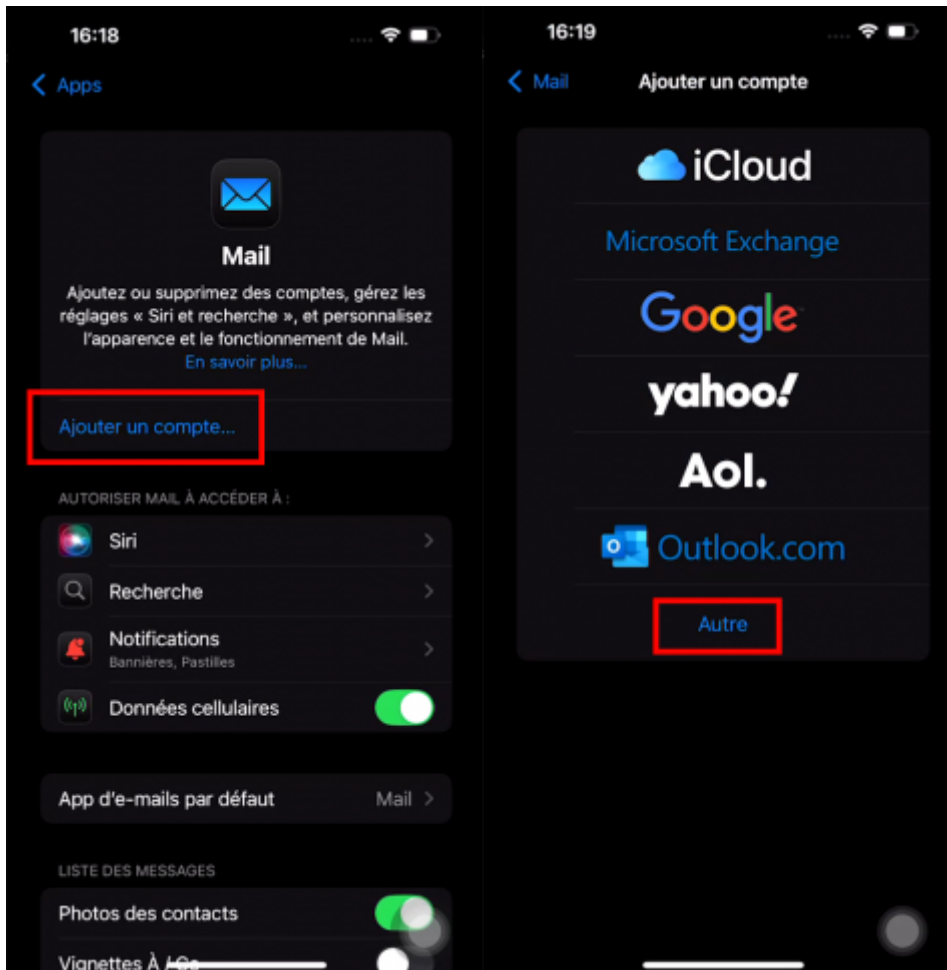 16:18
Apps
Mail
Ajoutez ou supprimez des comptes, gérez les
réglages « Siri et recherche », et personnalisez
l'apparence et le fonctionnement de Mail.
En savoir plus...
Ajouter un compte...
AUTORISER MAIL À ACCÉDER À :
Siri
Recherche
Notifications
Bannières, Pastilles
Données cellulaires
App d'e-mails par défaut Mail
LISTE DES MESSAGES
Photos des contacts
Vignettes À
16:19
Mail Ajouter un compte
iCloud
Microsoft Exchange
Google
yahoo!
Aol.
Outlook.com
Autre